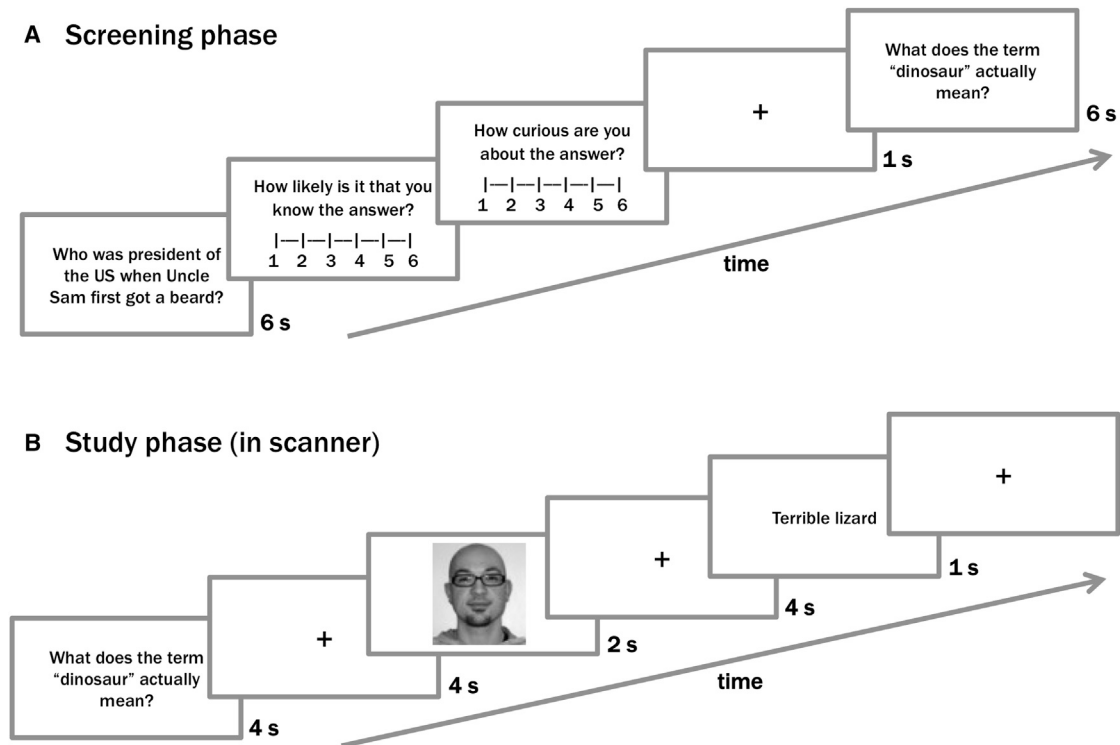 A Screening phase
Who was president of
the US when Uncle
Sam first got a beard?
6 s
How likely is it that you
know the answer?
1 2 3 4 5 6
How curious are you
about the answer?
1 2 3 4 5 6
+
1 s
What does the term
“dinosaur” actually
mean?
6 s
time
B Study phase (in scanner)
What does the term
“dinosaur” actually
mean?
4 s
+
4 s
2 s
+
4 s
Terrible lizard
1 s
+
time